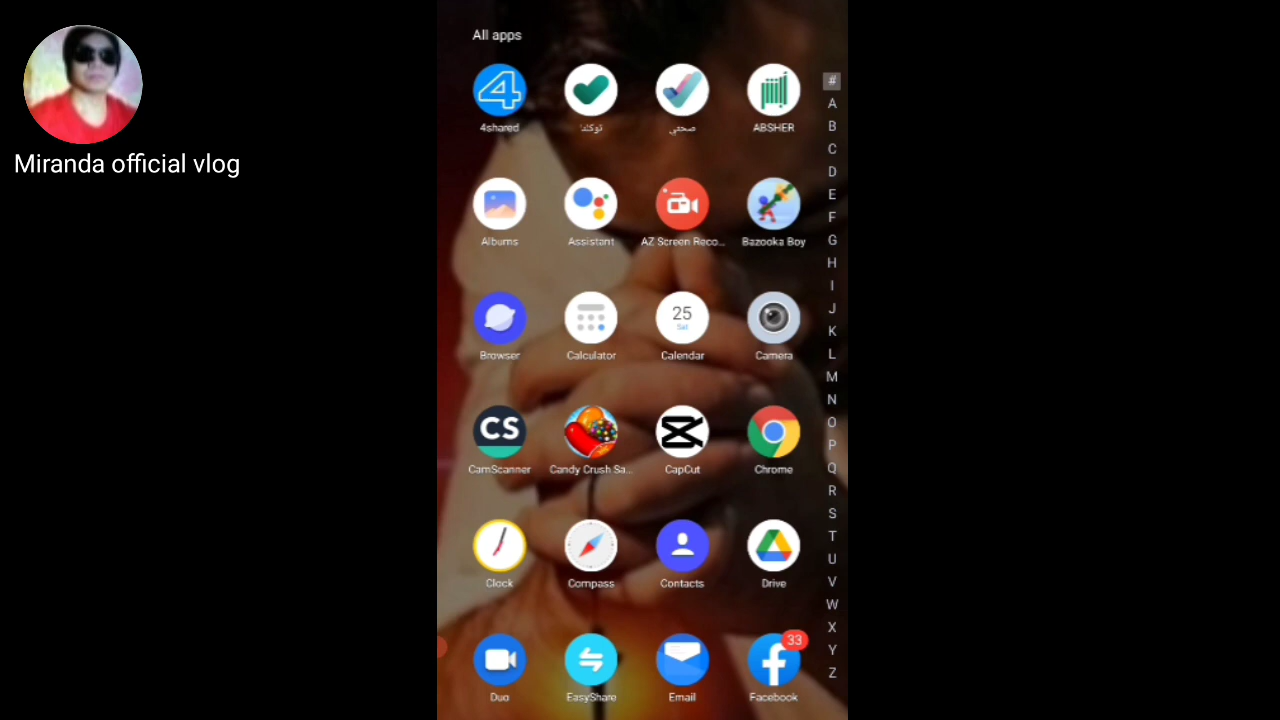 Miranda official vlog
All apps
4shared
توكلنا
صحتي
ABSHER
Albums
Assistant
AZ Screen Reco...
Bazooka Boy
Browser
Calculator
25
Sat
Calendar
Camera
CS
CamScanner
Candy Crush Sa...
CapCut
Chrome
Clock
Compass
Contacts
Drive
Duo
EasyShare
Email
33
Facebook
#
A
B
C
D
E
F
G
H
I
J
K
L
M
N
O
P
Q
R
S
T
U
V
W
X
Y
Z